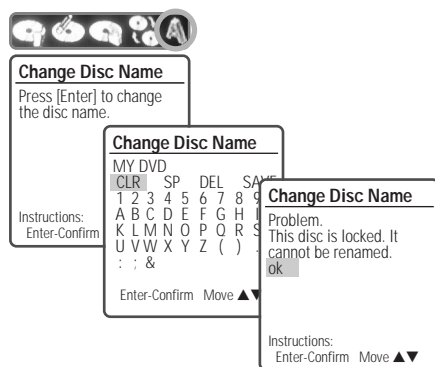 A
Change Disc Name
Press [Enter] to change
the disc name.
Instructions:
Enter-Confirm
Change Disc Name
MY DVD
CLR SP DEL SAVE
1 2 3 4 5 6 7 8 9
A B C D E F G H I
K L M N O P Q R S
U V W X Y Z ( ) .
: ; &
Enter-Confirm Move ▲▼
Change Disc Name
Problem.
This disc is locked. It
cannot be renamed.
ok
Instructions:
Enter-Confirm Move ▲▼